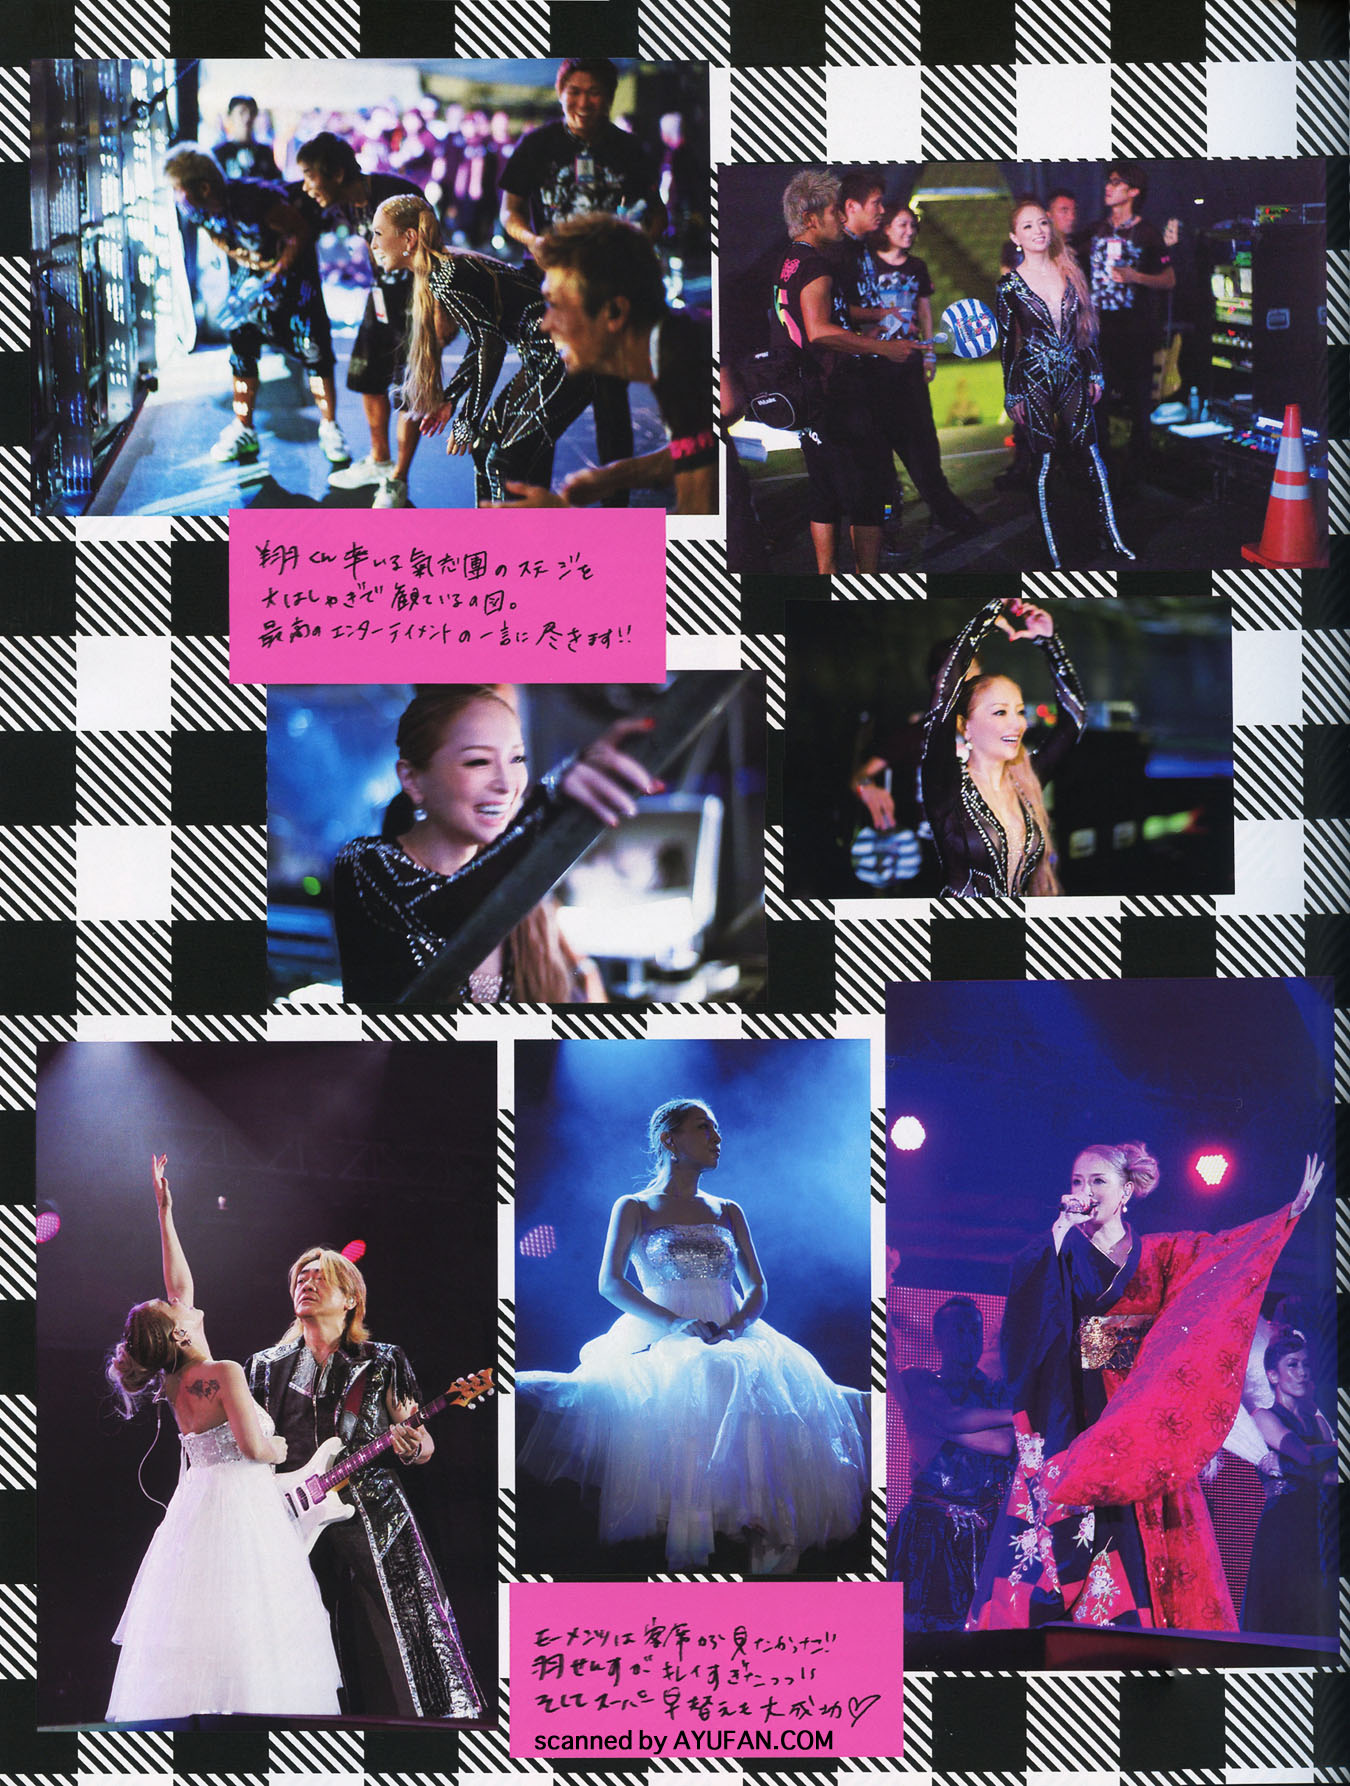 翔くん率いる氣志團のステージを
大はしゃぎで観ているの図。
最高のエンターテイメントの一言に尽きます!!
モーメンツは客席から見たかった!!
羽せんすがキレイすぎたっっ!!
そしてスーパー早替えも大成功♡
scanned by AYUFAN.COM